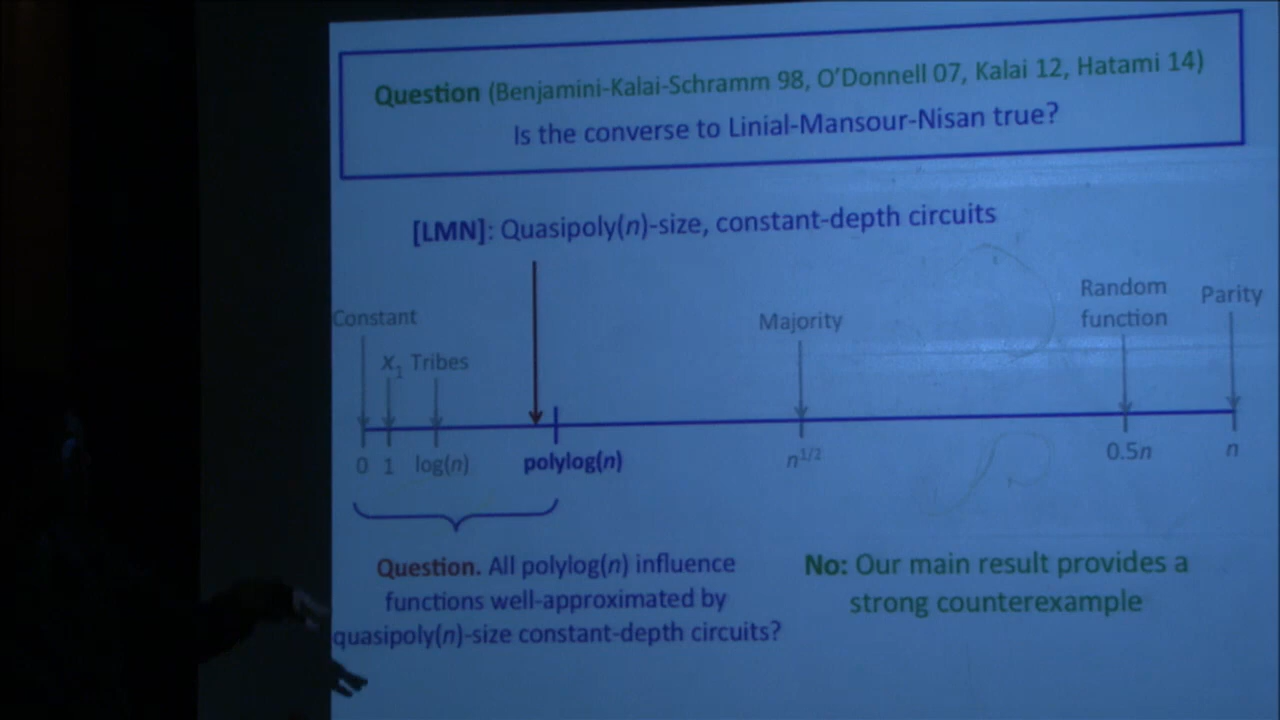 Question (Benjamini-Kalai-Schramm 98, O'Donnell 07, Kalai 12, Hatami 14)
Is the converse to Linial-Mansour-Nisan true?
[LMN]: Quasipoly(n)-size, constant-depth circuits
Constant
x1 Tribes
Majority
Random
function
Parity
0 1 log(n) polylog(n) n^1/2 0.5n n
Question. All polylog(n) influence
functions well-approximated by
quasipoly(n)-size constant-depth circuits?
No: Our main result provides a
strong counterexample